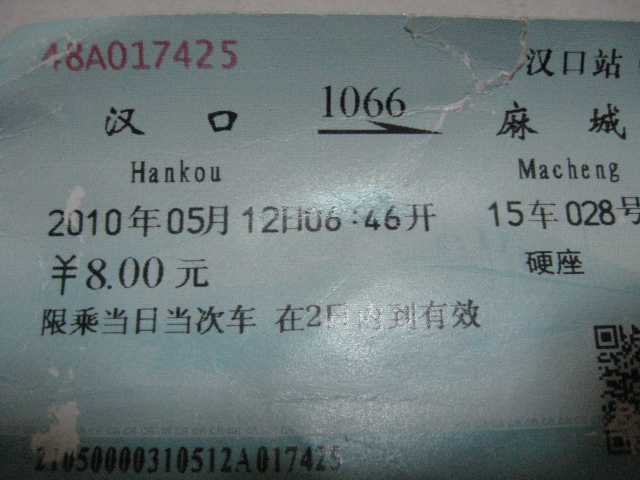 48A017425
汉口站
汉口 1066 麻城
Hankou Macheng
2010年05月12日06:46开 15车028号
￥8.00元 硬座
限乘当日当次车 在2日内到有效
21050000310512A017425